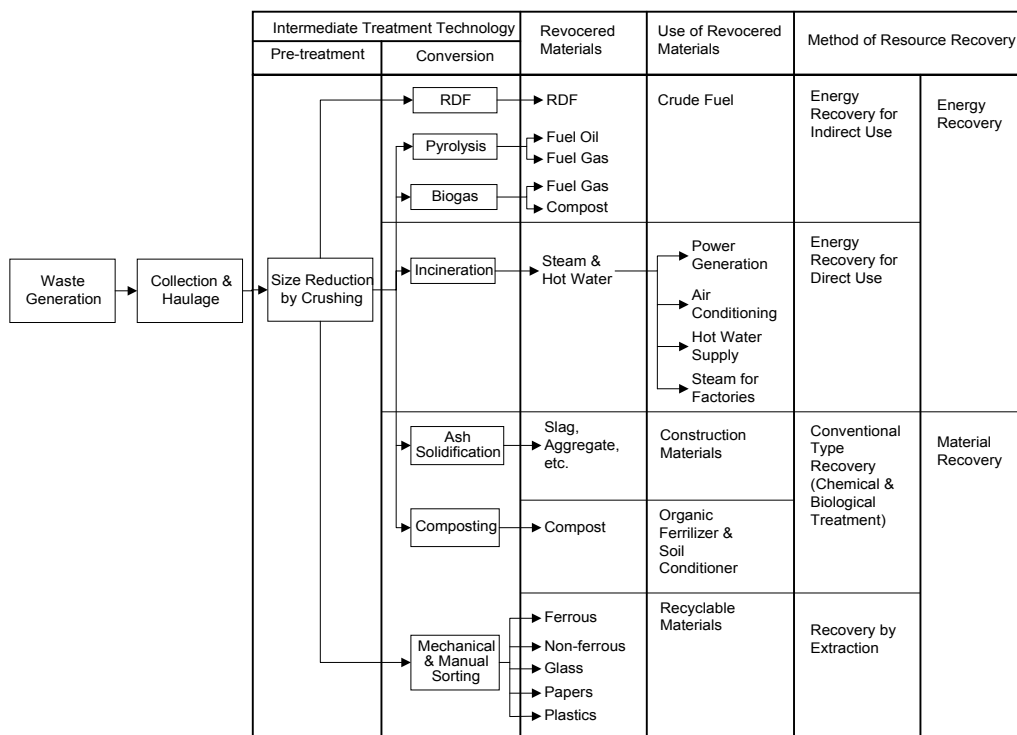 Intermediate Treatment Technology
Pre-treatment
Conversion
Revocered
Materials
Use of Revocered
Materials
Method of Resource Recovery
RDF
RDF
Crude Fuel
Energy
Recovery for
Indirect Use
Energy
Recovery
Pyrolysis
Fuel Oil
Fuel Gas
Biogas
Fuel Gas
Compost
Waste
Generation
Collection &
Haulage
Size Reduction
by Crushing
Incineration
Steam &
Hot Water
Power
Generation
Air
Conditioning
Hot Water
Supply
Steam for
Factories
Energy
Recovery for
Direct Use
Ash
Solidification
Slag,
Aggregate,
etc.
Construction
Materials
Conventional
Type
Recovery
(Chemical &
Biological
Treatment)
Material
Recovery
Composting
Compost
Organic
Ferrilizer &
Soil
Conditioner
Mechanical
& Manual
Sorting
Ferrous
Non-ferrous
Glass
Papers
Plastics
Recyclable
Materials
Recovery by
Extraction